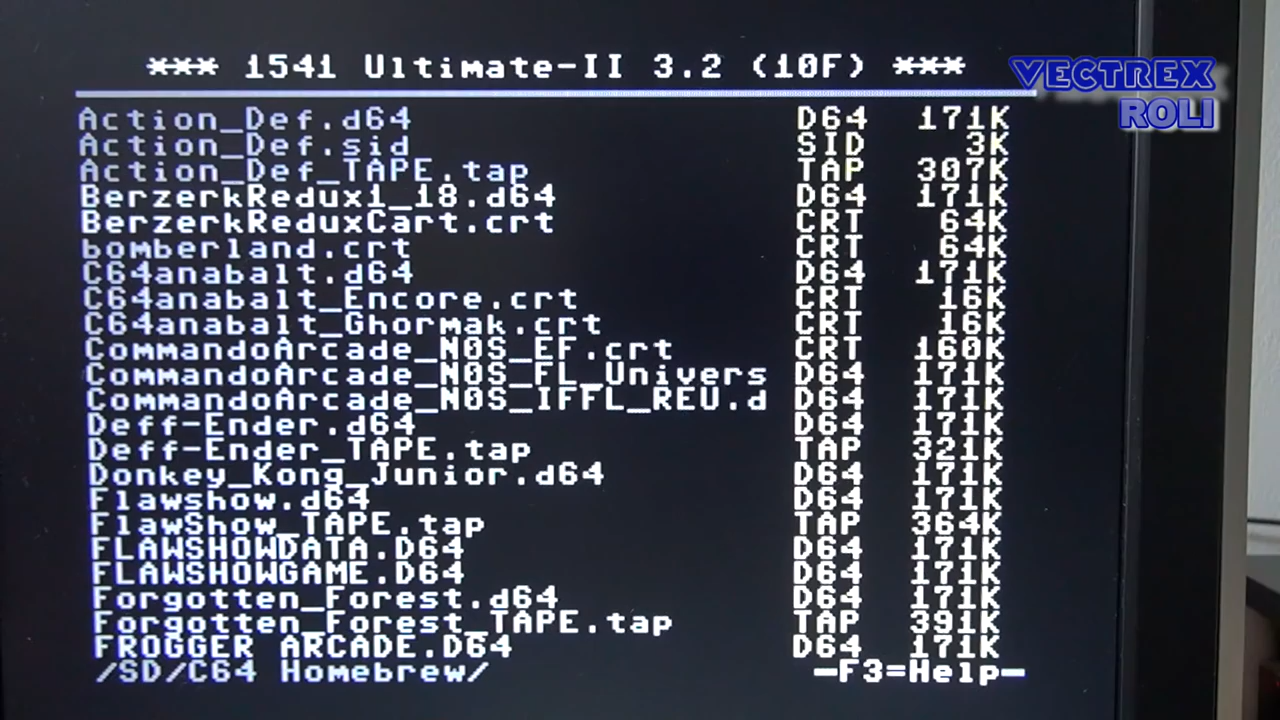 *** 1541 Ultimate-II 3.2 (10F) ***
VECTREX
ROLI
Action_Def.d64 D64 171K
Action_Def.sid SID 3K
Action_Def_TAPE.tap TAP 307K
BerzerkRedux1_18.d64 D64 171K
BerzerkReduxCart.crt CRT 64K
bomberland.crt CRT 64K
C64anabalt.d64 D64 171K
C64anabalt_Encore.crt CRT 16K
C64anabalt_Ghormak.crt CRT 16K
CommandoArcade_N0S_EF.crt CRT 160K
CommandoArcade_N0S_FL_Univers D64 171K
CommandoArcade_N0S_IFFL_REU.d D64 171K
Deff-Ender.d64 D64 171K
Deff-Ender_TAPE.tap TAP 321K
Donkey_Kong_Junior.d64 D64 171K
Flawshow.d64 D64 171K
FlawShow_TAPE.tap TAP 364K
FLAWSHOWDATA.D64 D64 171K
FLAWSHOWGAME.D64 D64 171K
Forgotten_Forest.d64 D64 171K
Forgotten_Forest_TAPE.tap TAP 391K
FROGGER ARCADE.D64 D64 171K
/SD/C64 Homebrew/ -F3=Help-